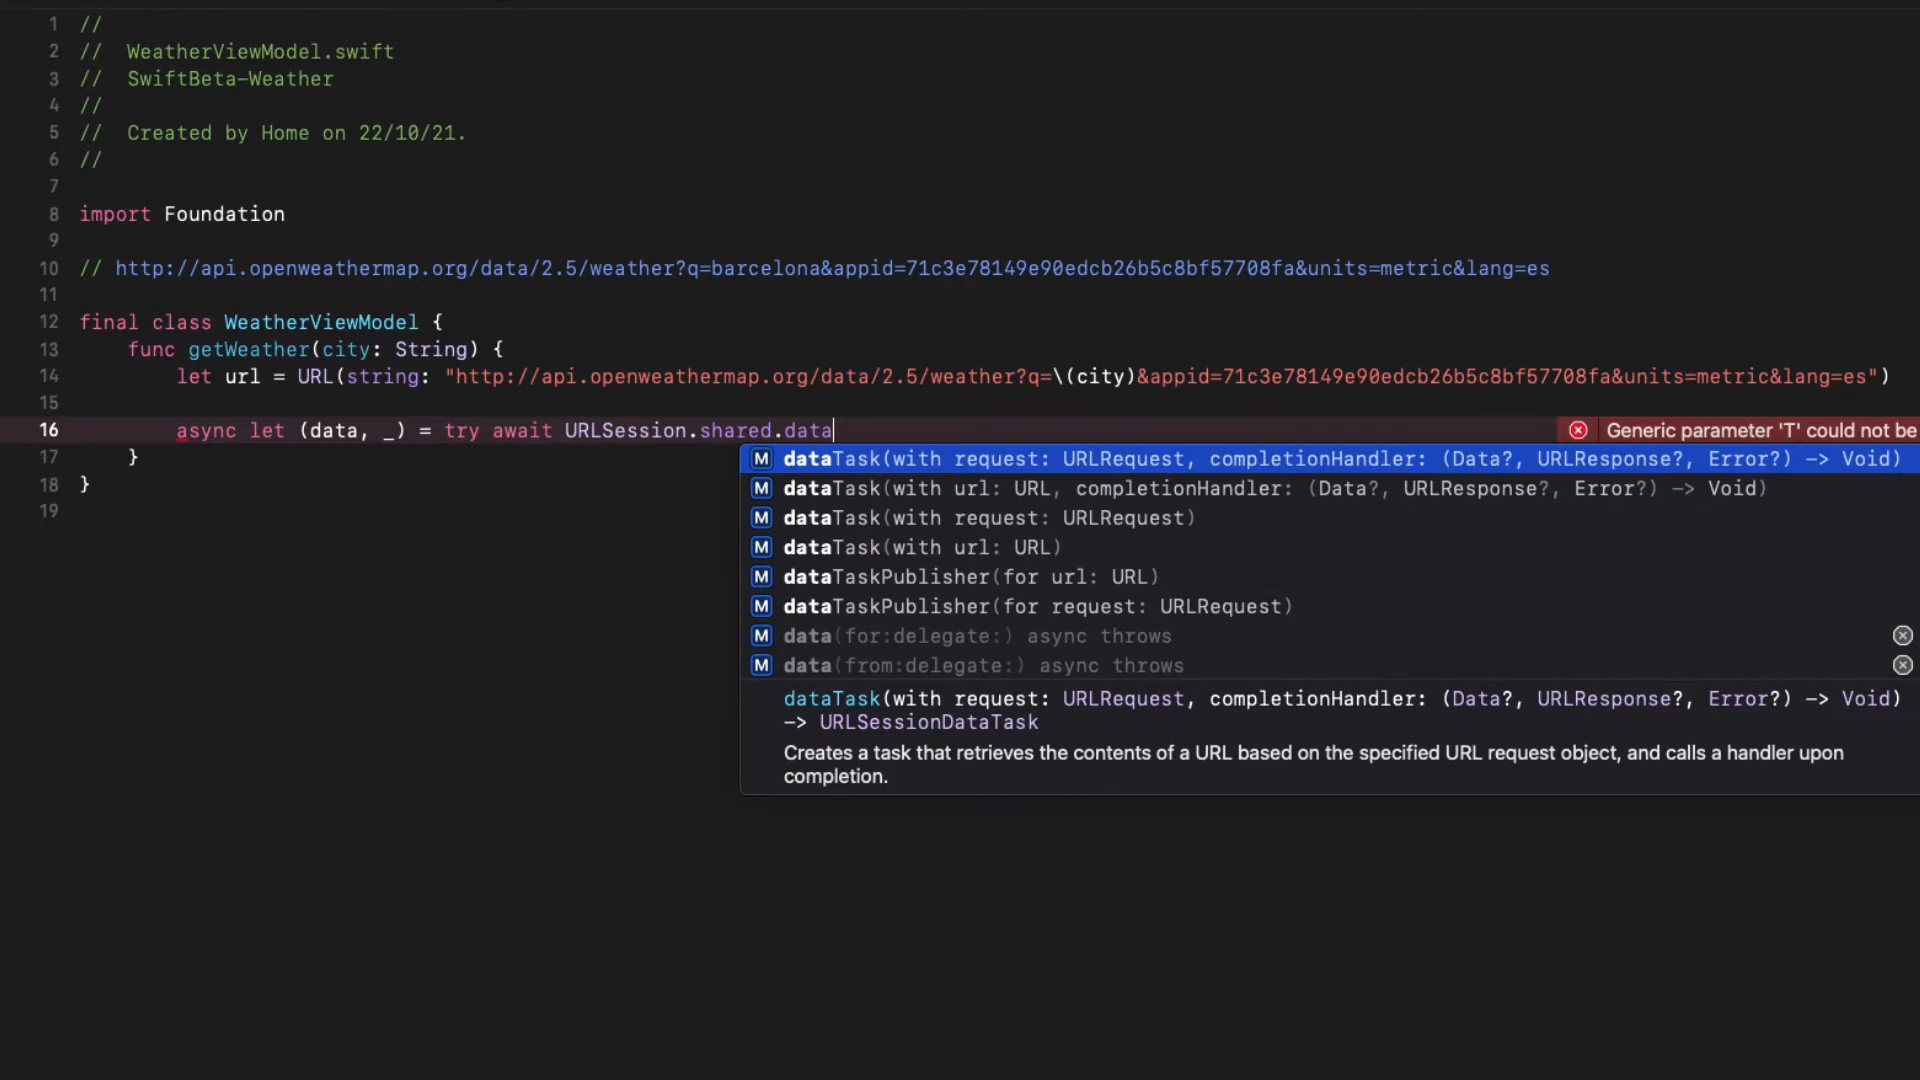 1 //
2 //  WeatherViewModel.swift
3 //  SwiftBeta-Weather
4 //
5 //  Created by Home on 22/10/21.
6 //
7
8 import Foundation
9
10 // http://api.openweathermap.org/data/2.5/weather?q=barcelona&appid=71c3e78149e90edcb26b5c8bf57708fa&units=metric&lang=es
11
12 final class WeatherViewModel {
13     func getWeather(city: String) {
14         let url = URL(string: "http://api.openweathermap.org/data/2.5/weather?q=\(city)&appid=71c3e78149e90edcb26b5c8bf57708fa&units=metric&lang=es")
15
16         async let (data, _) = try await URLSession.shared.data Generic parameter 'T' could not be
17     }
18 }
19
M dataTask(with request: URLRequest, completionHandler: (Data?, URLResponse?, Error?) -> Void)
M dataTask(with url: URL, completionHandler: (Data?, URLResponse?, Error?) -> Void)
M dataTask(with request: URLRequest)
M dataTask(with url: URL)
M dataTaskPublisher(for url: URL)
M dataTaskPublisher(for request: URLRequest)
M data(for:delegate:) async throws
M data(from:delegate:) async throws
dataTask(with request: URLRequest, completionHandler: (Data?, URLResponse?, Error?) -> Void)
-> URLSessionDataTask
Creates a task that retrieves the contents of a URL based on the specified URL request object, and calls a handler upon
completion.